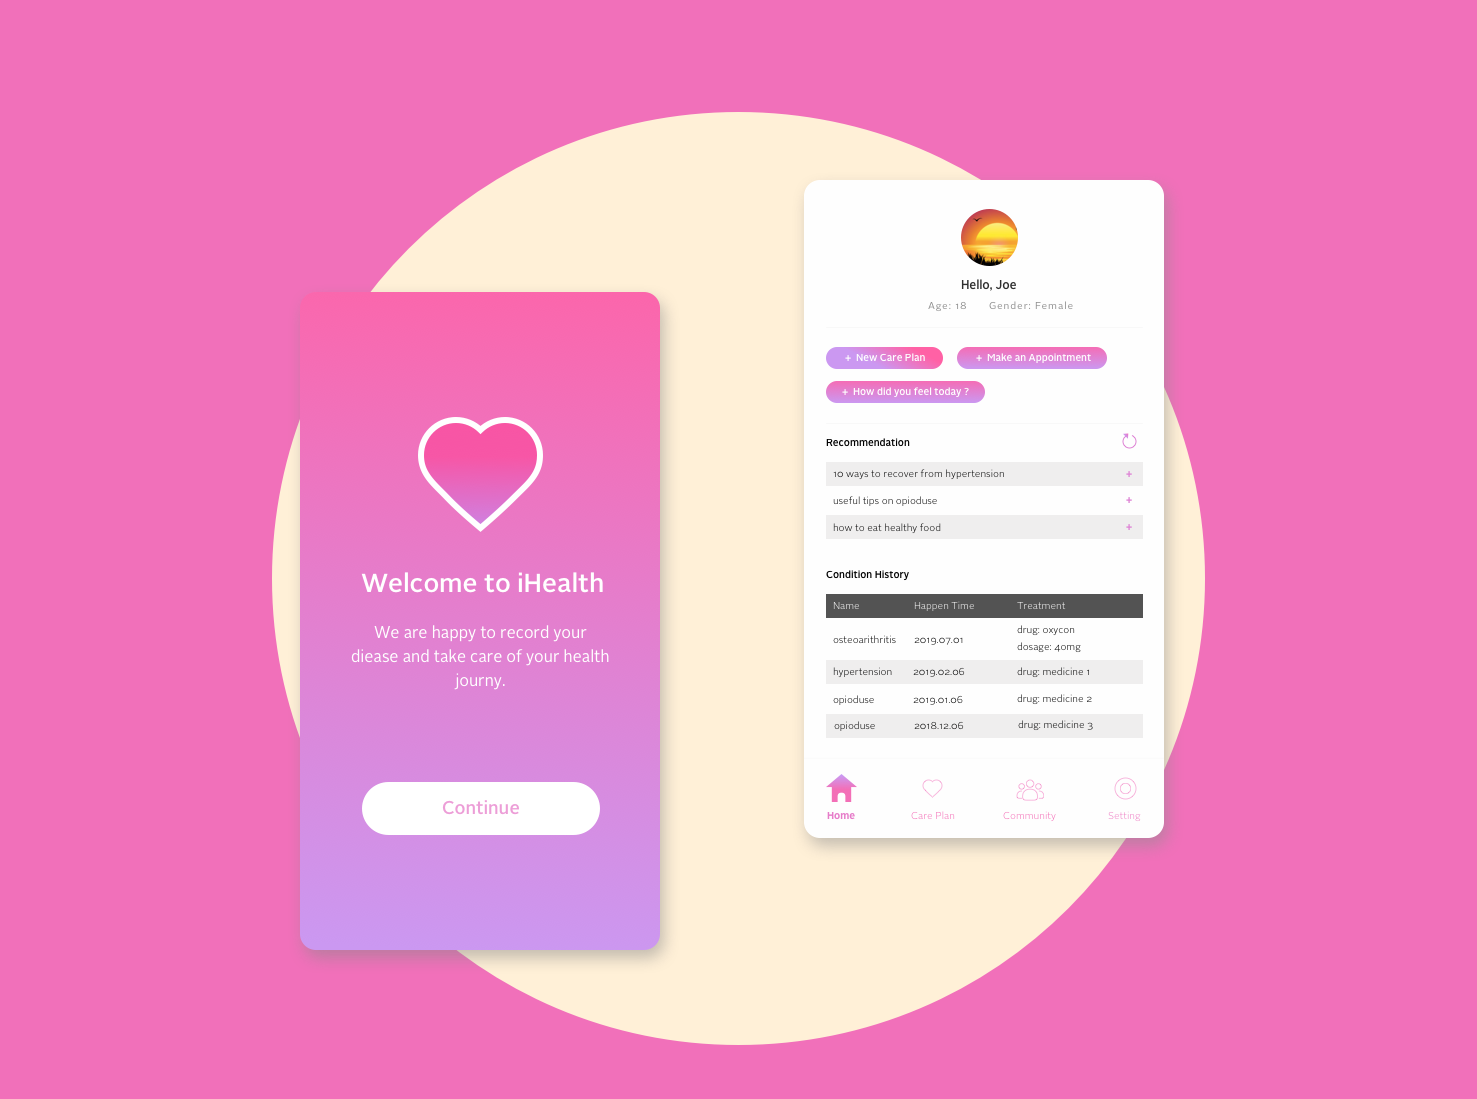 Welcome to iHealth
We are happy to record your
diease and take care of your health
journy.
Continue
Hello, Joe
Age: 18 Gender: Female
+ New Care Plan + Make an Appointment
+ How did you feel today ?
Recommendation
10 ways to recover from hypertension +
useful tips on opioduse +
how to eat healthy food +
Condition History
Name Happen Time Treatment
osteoarithritis 2019.07.01 drug: oxycon
dosage: 40mg
hypertension 2019.02.06 drug: medicine 1
opioduse 2019.01.06 drug: medicine 2
opioduse 2018.12.06 drug: medicine 3
Home Care Plan Community Setting